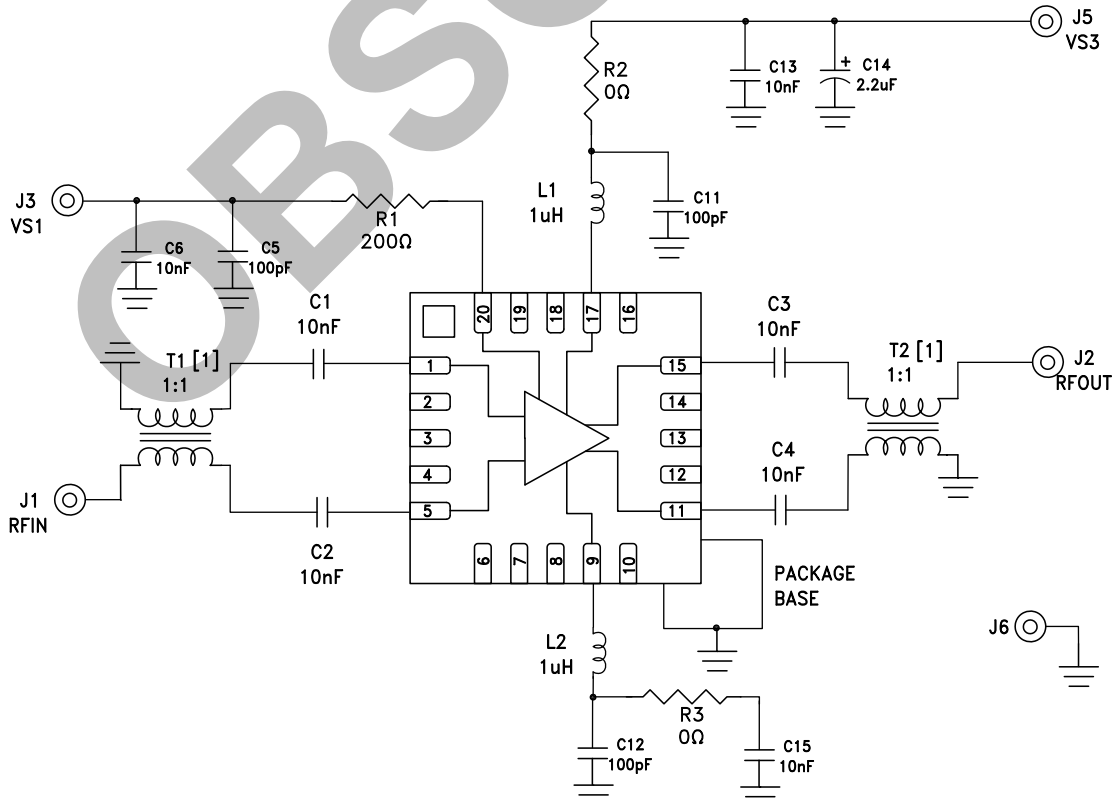 J5
VS3
R2
0Ω
C13
10nF
+ C14
2.2uF
J3
VS1
R1
200Ω
L1
1uH
C11
100pF
C6
10nF
C5
100pF
C1
10nF
C3
10nF
T1 [1]
1:1
T2 [1]
1:1
J2
RFOUT
20 19 18 17 16
1
2
3
4
5
15
14
13
12
11
J1
RFIN
C2
10nF
C4
10nF
6 7 8 9 10
PACKAGE
BASE
L2
1uH
J6
R3
0Ω
C12
100pF
C15
10nF
OBSO